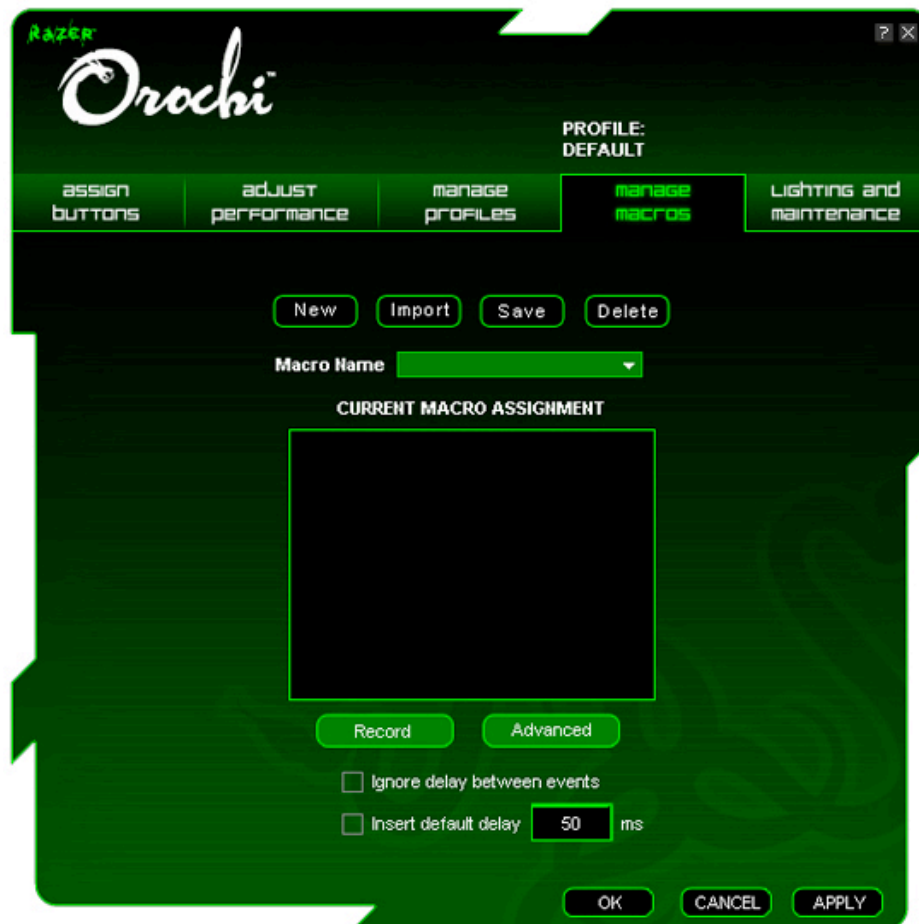 RAZER
Orochi™
? X
PROFILE:
DEFAULT
assign
buttons
adjust
performance
manage
profiles
manage
macros
Lighting and
maintenance
New Import Save Delete
Macro Name
CURRENT MACRO ASSIGNMENT
Record Advanced
Ignore delay between events
Insert default delay 50 ms
OK CANCEL APPLY